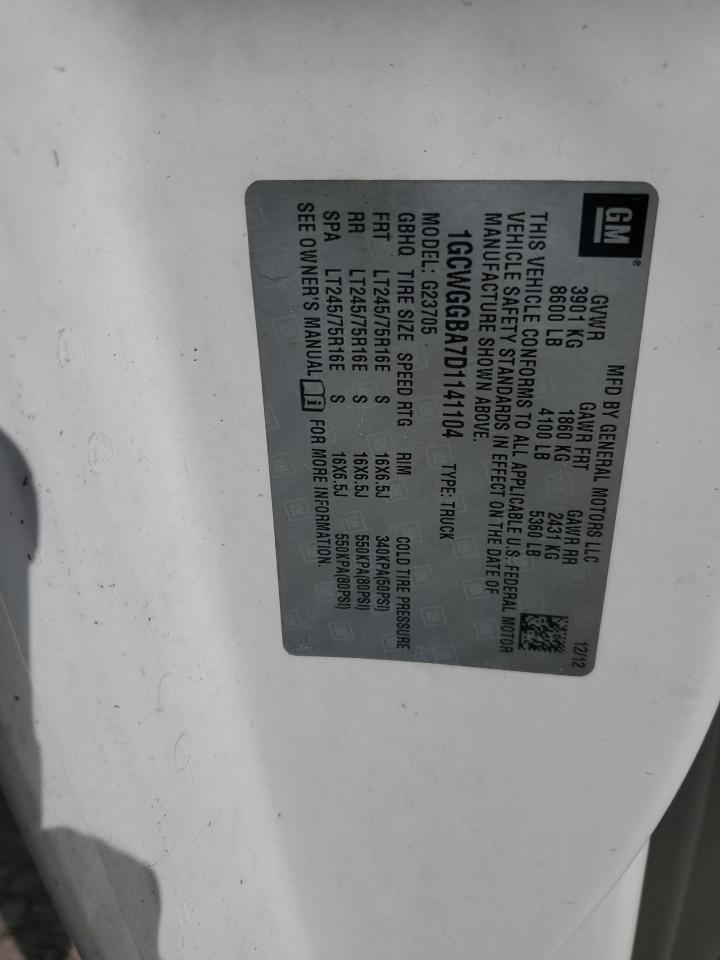 GM®
MFD BY GENERAL MOTORS LLC 12/12
GVWR GAWR FRT GAWR RR
3901 KG 1860 KG 2431 KG
8600 LB 4100 LB 5360 LB
THIS VEHICLE CONFORMS TO ALL APPLICABLE U.S. FEDERAL MOTOR
VEHICLE SAFETY STANDARDS IN EFFECT ON THE DATE OF
MANUFACTURE SHOWN ABOVE.
1GCWGGBA7D1141104 TYPE: TRUCK
MODEL: G23705
GBHQ TIRE SIZE SPEED RTG RIM COLD TIRE PRESSURE
FRT LT245/75R16E S 16X6.5J 340KPA(50PSI)
RR LT245/75R16E S 16X6.5J 550KPA(80PSI)
SPA LT245/75R16E S 16X6.5J 550KPA(80PSI)
SEE OWNER'S MANUAL i FOR MORE INFORMATION.